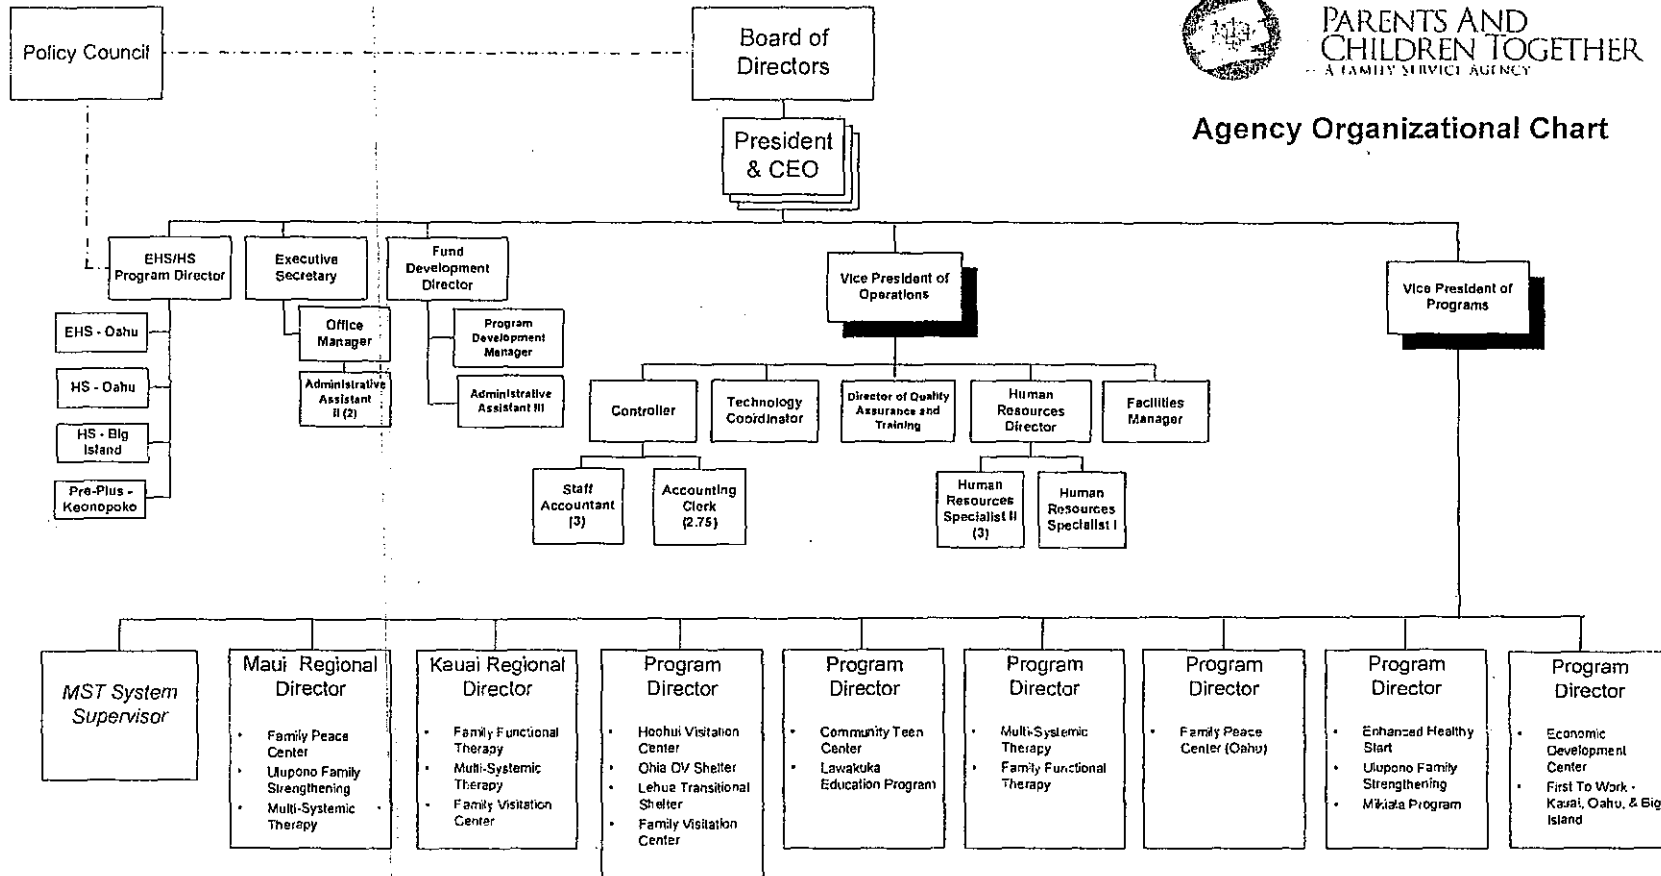 Policy Council
Board of
Directors
PARENTS AND
CHILDREN TOGETHER
A FAMILY SERVICE AGENCY
Agency Organizational Chart
President
& CEO
EHS/HS
Program Director
Executive
Secretary
Fund
Development
Director
Vice President of
Operations
Vice President of
Programs
EHS - Oahu
HS - Oahu
HS - Big
Island
Pre-Plus -
Keonopoko
Office
Manager
Administrative
Assistant
II (2)
Program
Development
Manager
Administrative
Assistant III
Controller
Technology
Coordinator
Director of Quality
Assurance and
Training
Human
Resources
Director
Facilities
Manager
Staff
Accountant
(3)
Accounting
Clerk
(2.75)
Human
Resources
Specialist II
(3)
Human
Resources
Specialist I
MST System
Supervisor
Maui Regional
Director
• Family Peace
Center
• Ulupono Family
Strengthening
• Multi-Systemic
Therapy
Kauai Regional
Director
• Family Functional
Therapy
• Multi-Systemic
Therapy
• Family Visitation
Center
Program
Director
• Hoohui Visitation
Center
• Ohia DV Shelter
• Lehua Transitional
Shelter
• Family Visitation
Center
Program
Director
• Community Teen
Center
• Lawakuka
Education Program
Program
Director
• Multi-Systemic
Therapy
• Family Functional
Therapy
Program
Director
• Family Peace
Center (Oahu)
Program
Director
• Enhanced Healthy
Start
• Ulupono Family
Strengthening
• Mikiala Program
Program
Director
• Economic
Development
Center
• First To Work -
Kauai, Oahu, & Big
Island